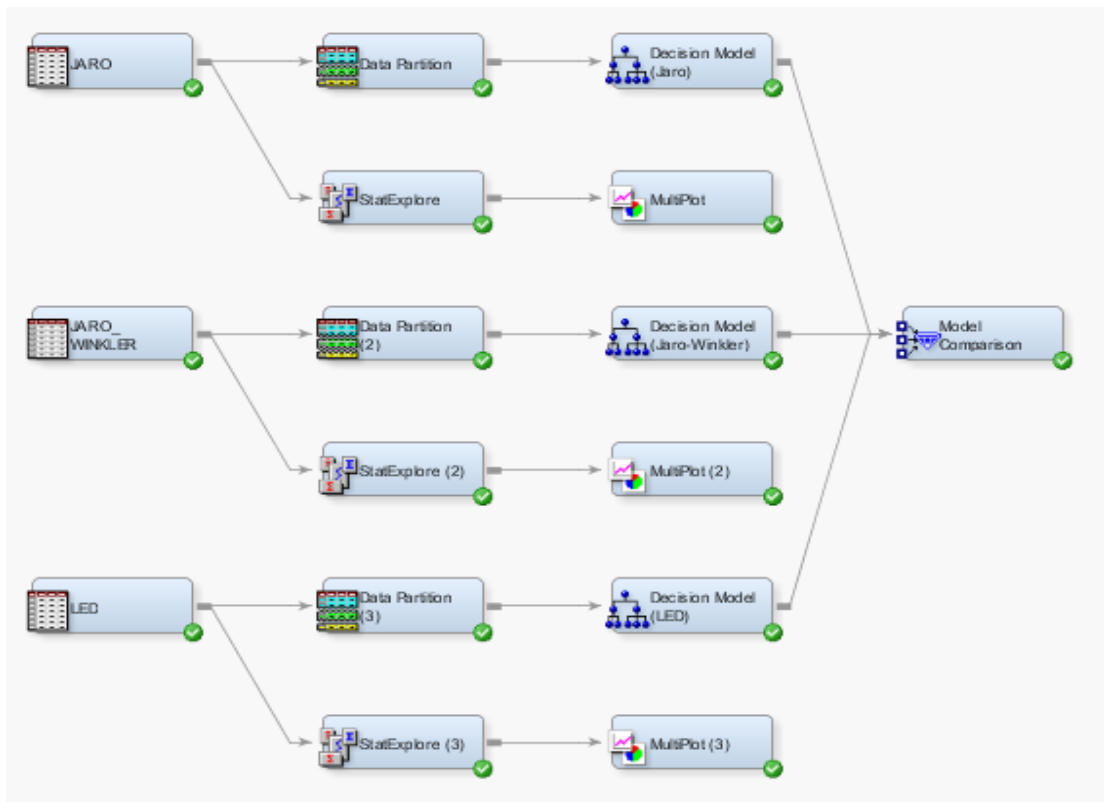 JARO
Data Partition
Decision Model
(Jaro)
StatExplore
MultiPlot
JARO_
WINKLER
Data Partition
(2)
Decision Model
(Jaro-Winkler)
Model
Comparison
StatExplore (2)
MultiPlot (2)
LED
Data Partition
(3)
Decision Model
(LED)
StatExplore (3)
MultiPlot (3)